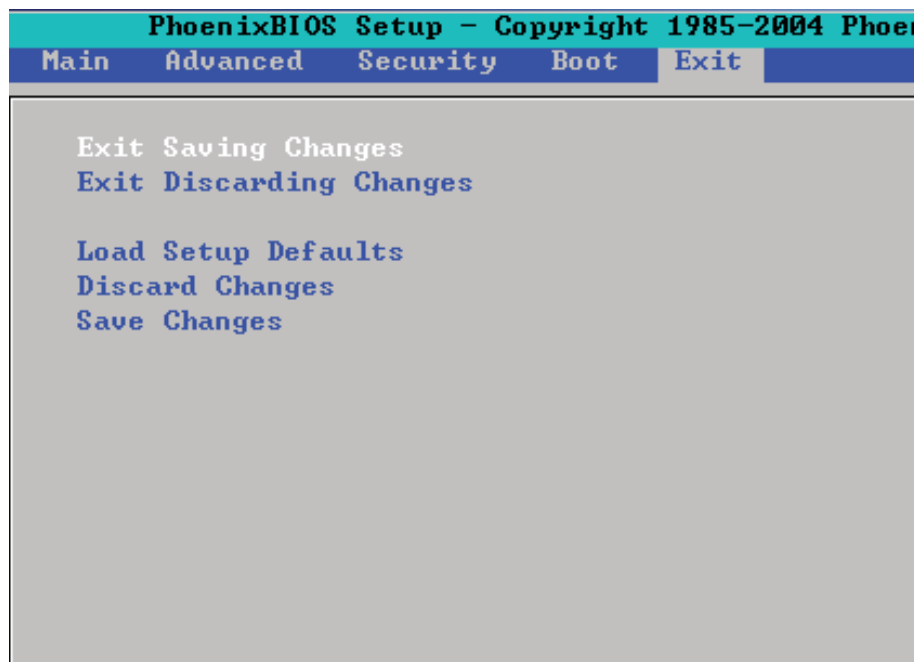 PhoenixBIOS Setup - Copyright 1985-2004
Main Advanced Security Boot Exit
Exit Saving Changes
Exit Discarding Changes
Load Setup Defaults
Discard Changes
Save Changes